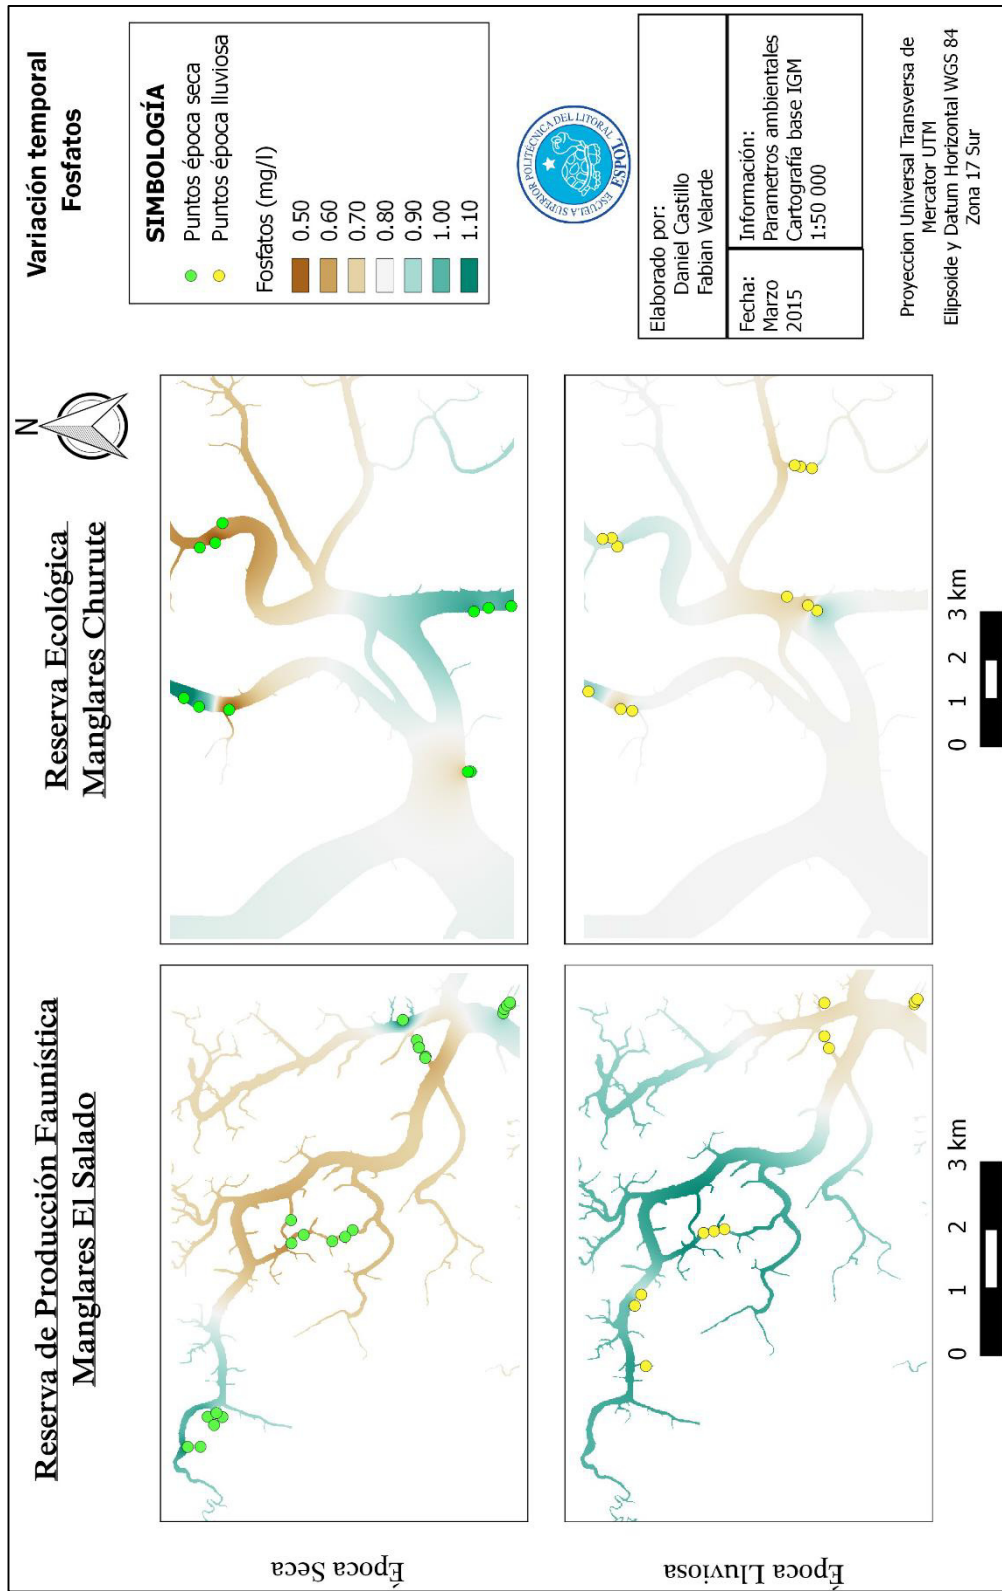 Reserva de Producción Faunística
Manglares El Salado
Reserva Ecológica
Manglares Churute
N
Variación temporal
Fosfatos
SIMBOLOGÍA
Puntos época seca
Puntos época lluviosa
Fosfatos (mg/l)
0.50
0.60
0.70
0.80
0.90
1.00
1.10
ESCUELA SUPERIOR POLITÉCNICA DEL LITORAL
ESPOL
Elaborado por:
Daniel Castillo
Fabian Velarde
Fecha:
Marzo
2015
Información:
Parametros ambientales
Cartografía base IGM
1:50 000
Proyeccion Universal Transversa de
Mercator UTM
Elipsoide y Datum Horizontal WGS 84
Zona 17 Sur
Época Seca
Época Lluviosa
0 1 2 3 km
0 1 2 3 km